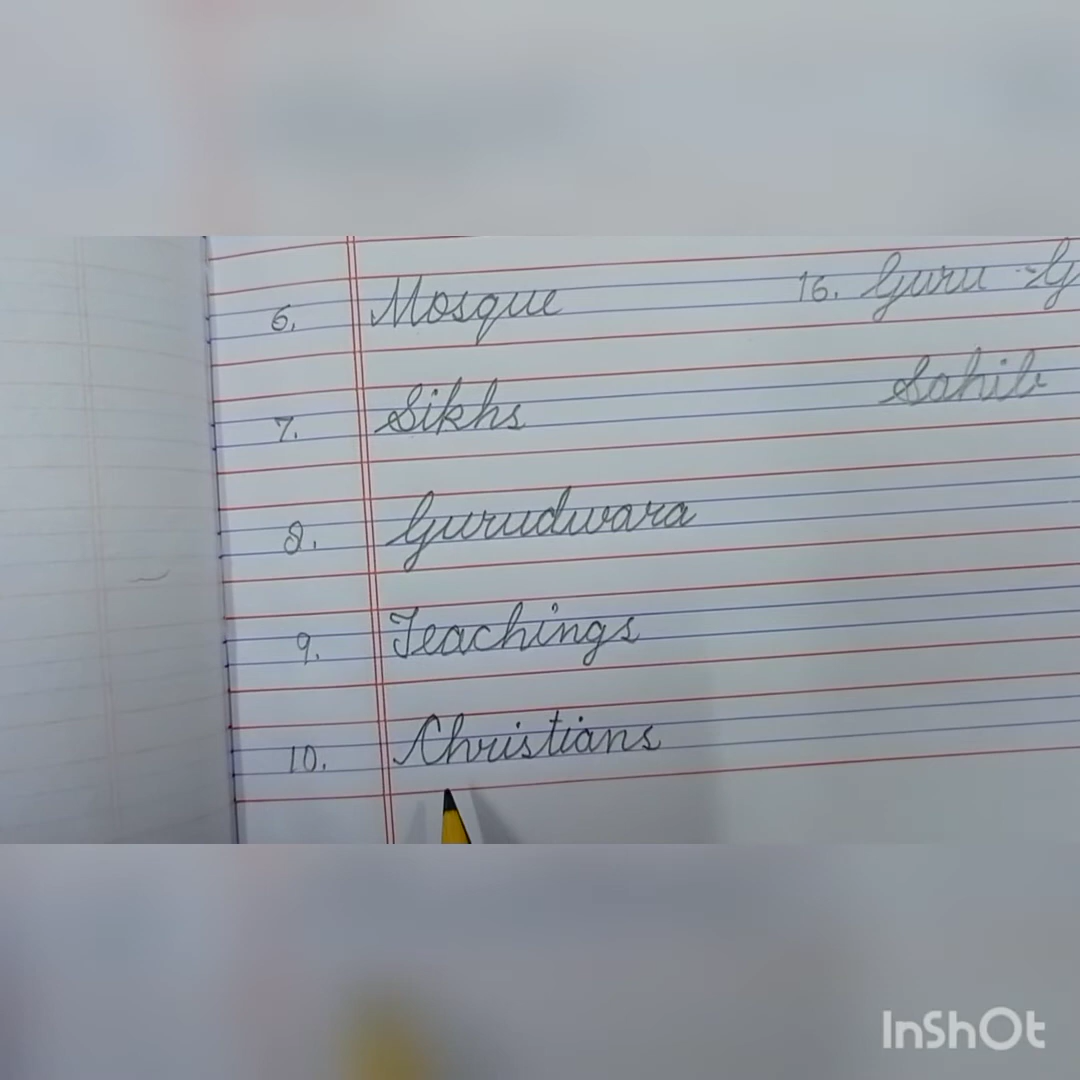 6. Mosque
7. Sikhs
8. Gurudwara
9. Teachings
10. Christians
16. Guru G
Sahib
InShOt